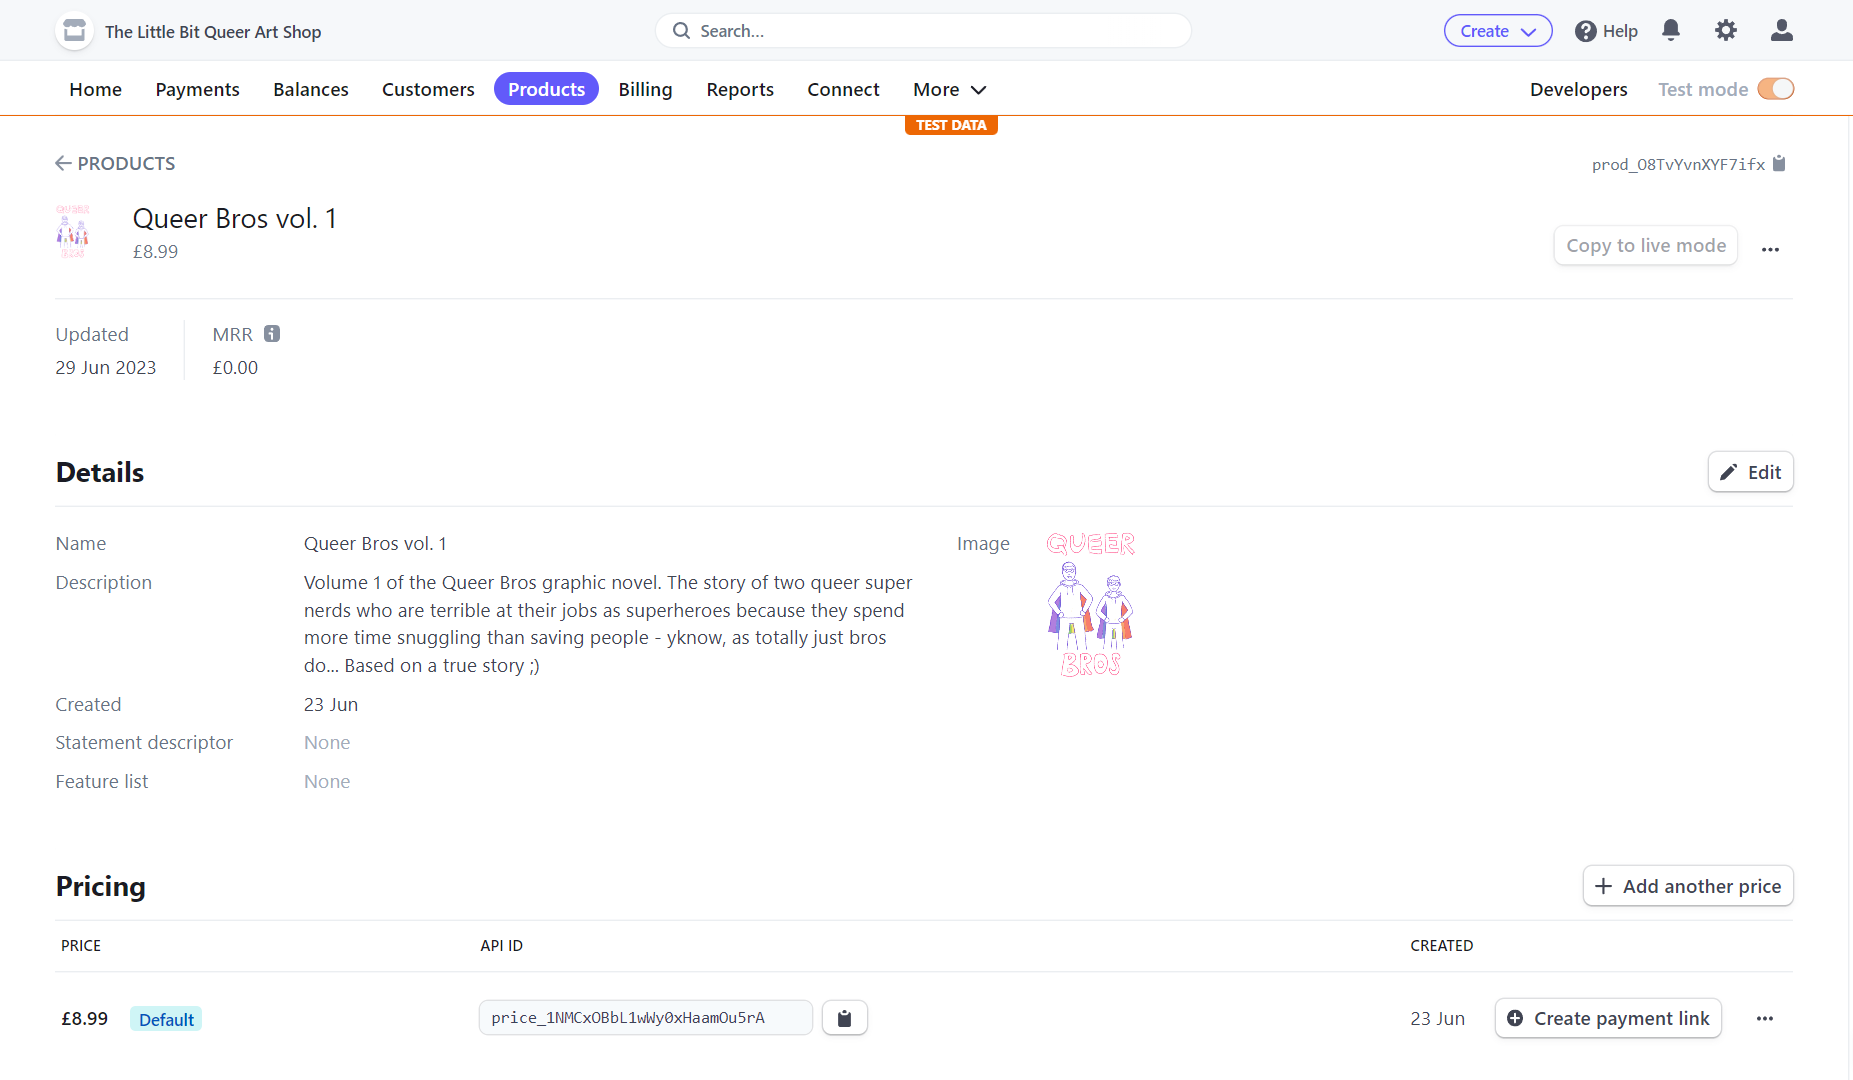 The Little Bit Queer Art Shop
Search...
Create
Help
Home
Payments
Balances
Customers
Products
Billing
Reports
Connect
More
Developers
Test mode
TEST DATA
PRODUCTS
prod_O8TvYvnXYF7ifx
QUEER
BROS
Queer Bros vol. 1
£8.99
Copy to live mode
Updated
MRR
29 Jun 2023
£0.00
Details
Edit
Name
Queer Bros vol. 1
Description
Volume 1 of the Queer Bros graphic novel. The story of two queer super
nerds who are terrible at their jobs as superheroes because they spend
more time snuggling than saving people - yknow, as totally just bros
do... Based on a true story ;)
Image
QUEER
BROS
Created
23 Jun
Statement descriptor
None
Feature list
None
Pricing
Add another price
PRICE
API ID
CREATED
£8.99
Default
price_1NMCxOBbL1wWy0xHaamOu5rA
23 Jun
Create payment link